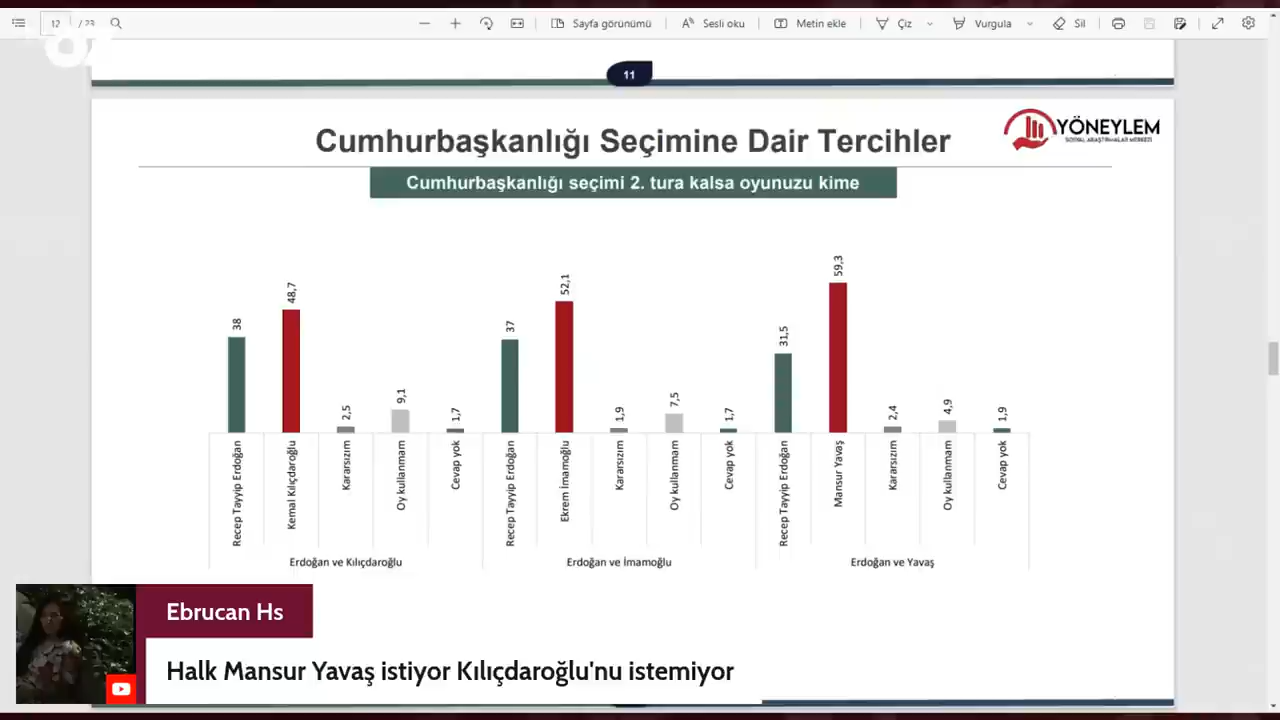 12 / 23 Sayfa görünümü Sesli oku Metin ekle Çiz Vurgula Sil
11
YÖNEYLEM
SOSYAL ARAŞTIRMALAR MERKEZİ
Cumhurbaşkanlığı Seçimine Dair Tercihler
Cumhurbaşkanlığı seçimi 2. tura kalsa oyunuzu kime
38 48,7 2,5 9,1 1,7 37 52,1 1,9 7,5 1,7 31,5 59,3 2,4 4,9 1,9
Recep Tayyip Erdoğan
Kemal Kılıçdaroğlu
Kararsızım
Oy kullanmam
Cevap yok
Recep Tayyip Erdoğan
Ekrem İmamoğlu
Kararsızım
Oy kullanmam
Cevap yok
Recep Tayyip Erdoğan
Mansur Yavaş
Kararsızım
Oy kullanmam
Cevap yok
Erdoğan ve Kılıçdaroğlu Erdoğan ve İmamoğlu Erdoğan ve Yavaş
Ebrucan Hs
Halk Mansur Yavaş istiyor Kılıçdaroğlu'nu istemiyor